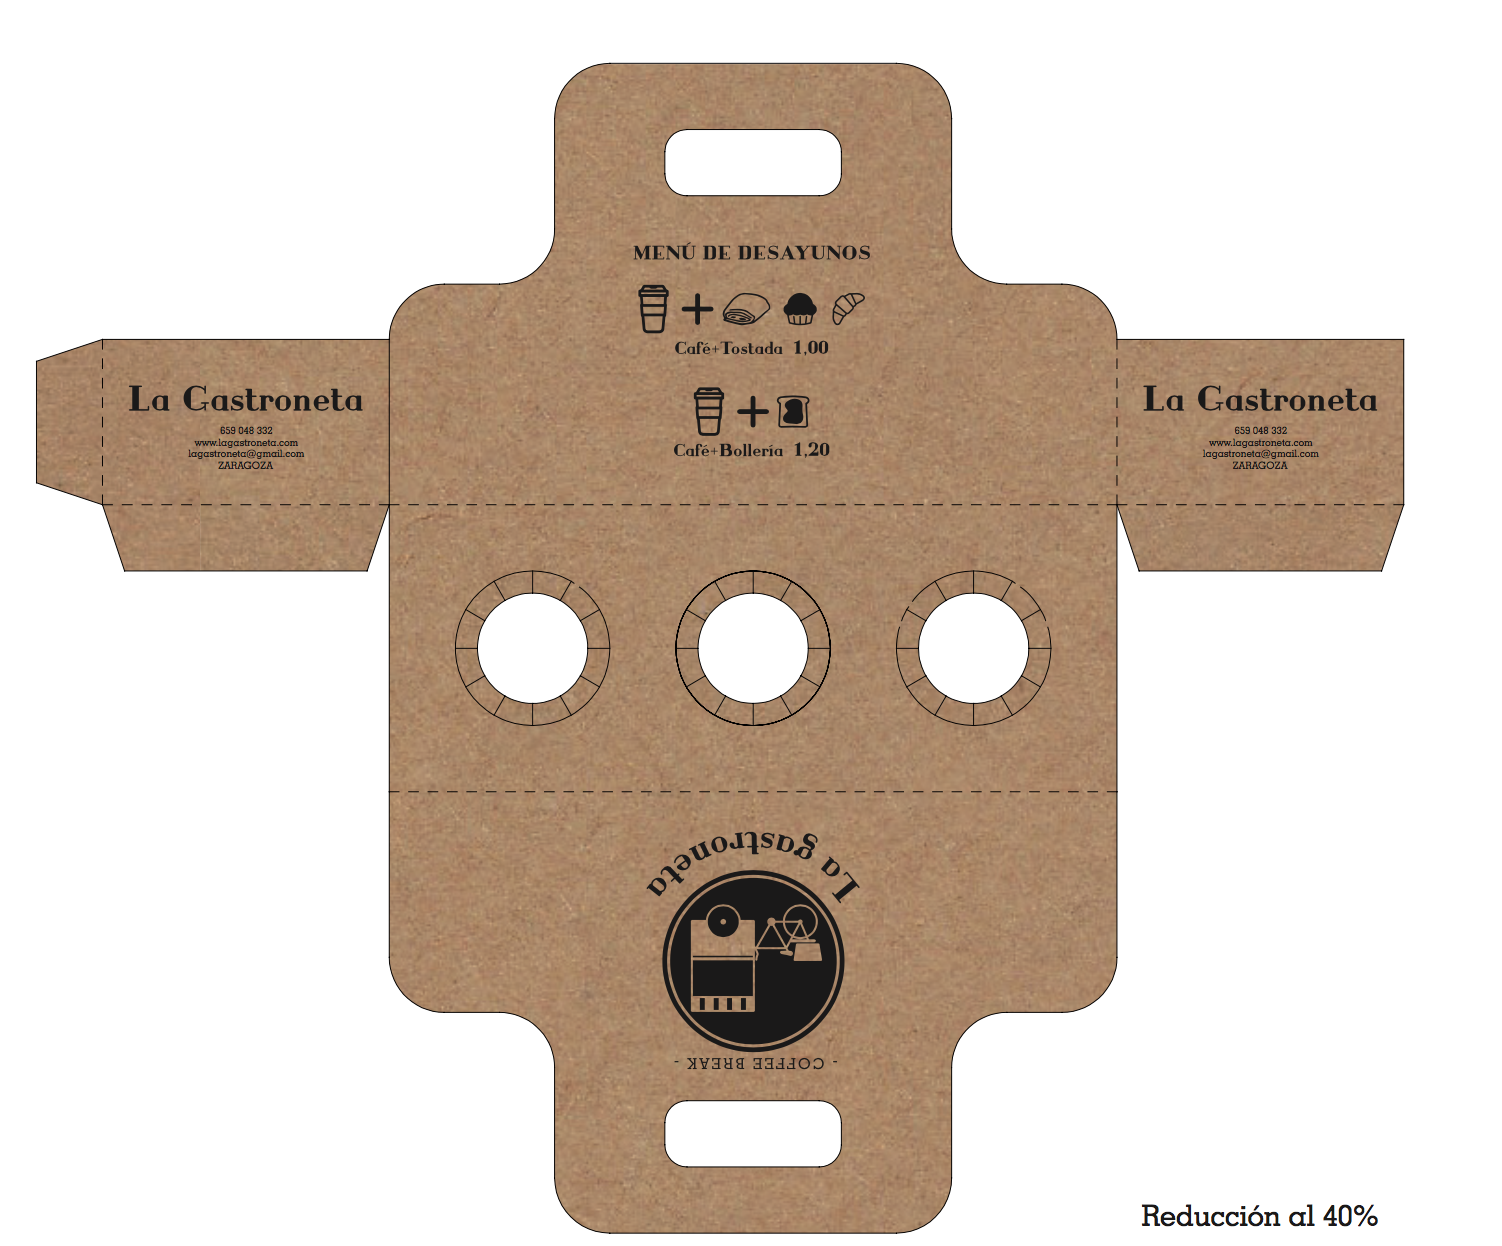 MENÚ DE DESAYUNOS
Café+Tostada 1,00
Café+Bollería 1,20
La Gastroneta
659 048 332
www.lagastroneta.com
lagastroneta@gmail.com
ZARAGOZA
La Gastroneta
659 048 332
www.lagastroneta.com
lagastroneta@gmail.com
ZARAGOZA
La gastroneta
- COFFEE BREAK -
Reducción al 40%